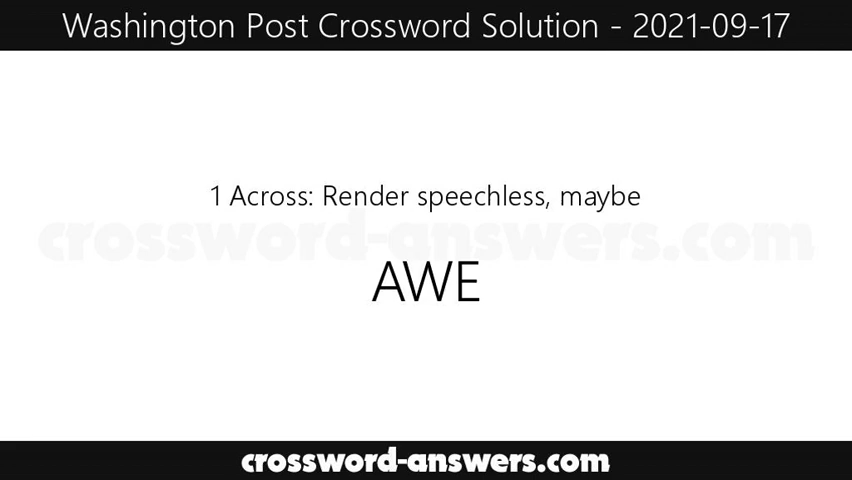 Washington Post Crossword Solution - 2021-09-17
1 Across: Render speechless, maybe
crossword-answers.com
AWE
crossword-answers.com